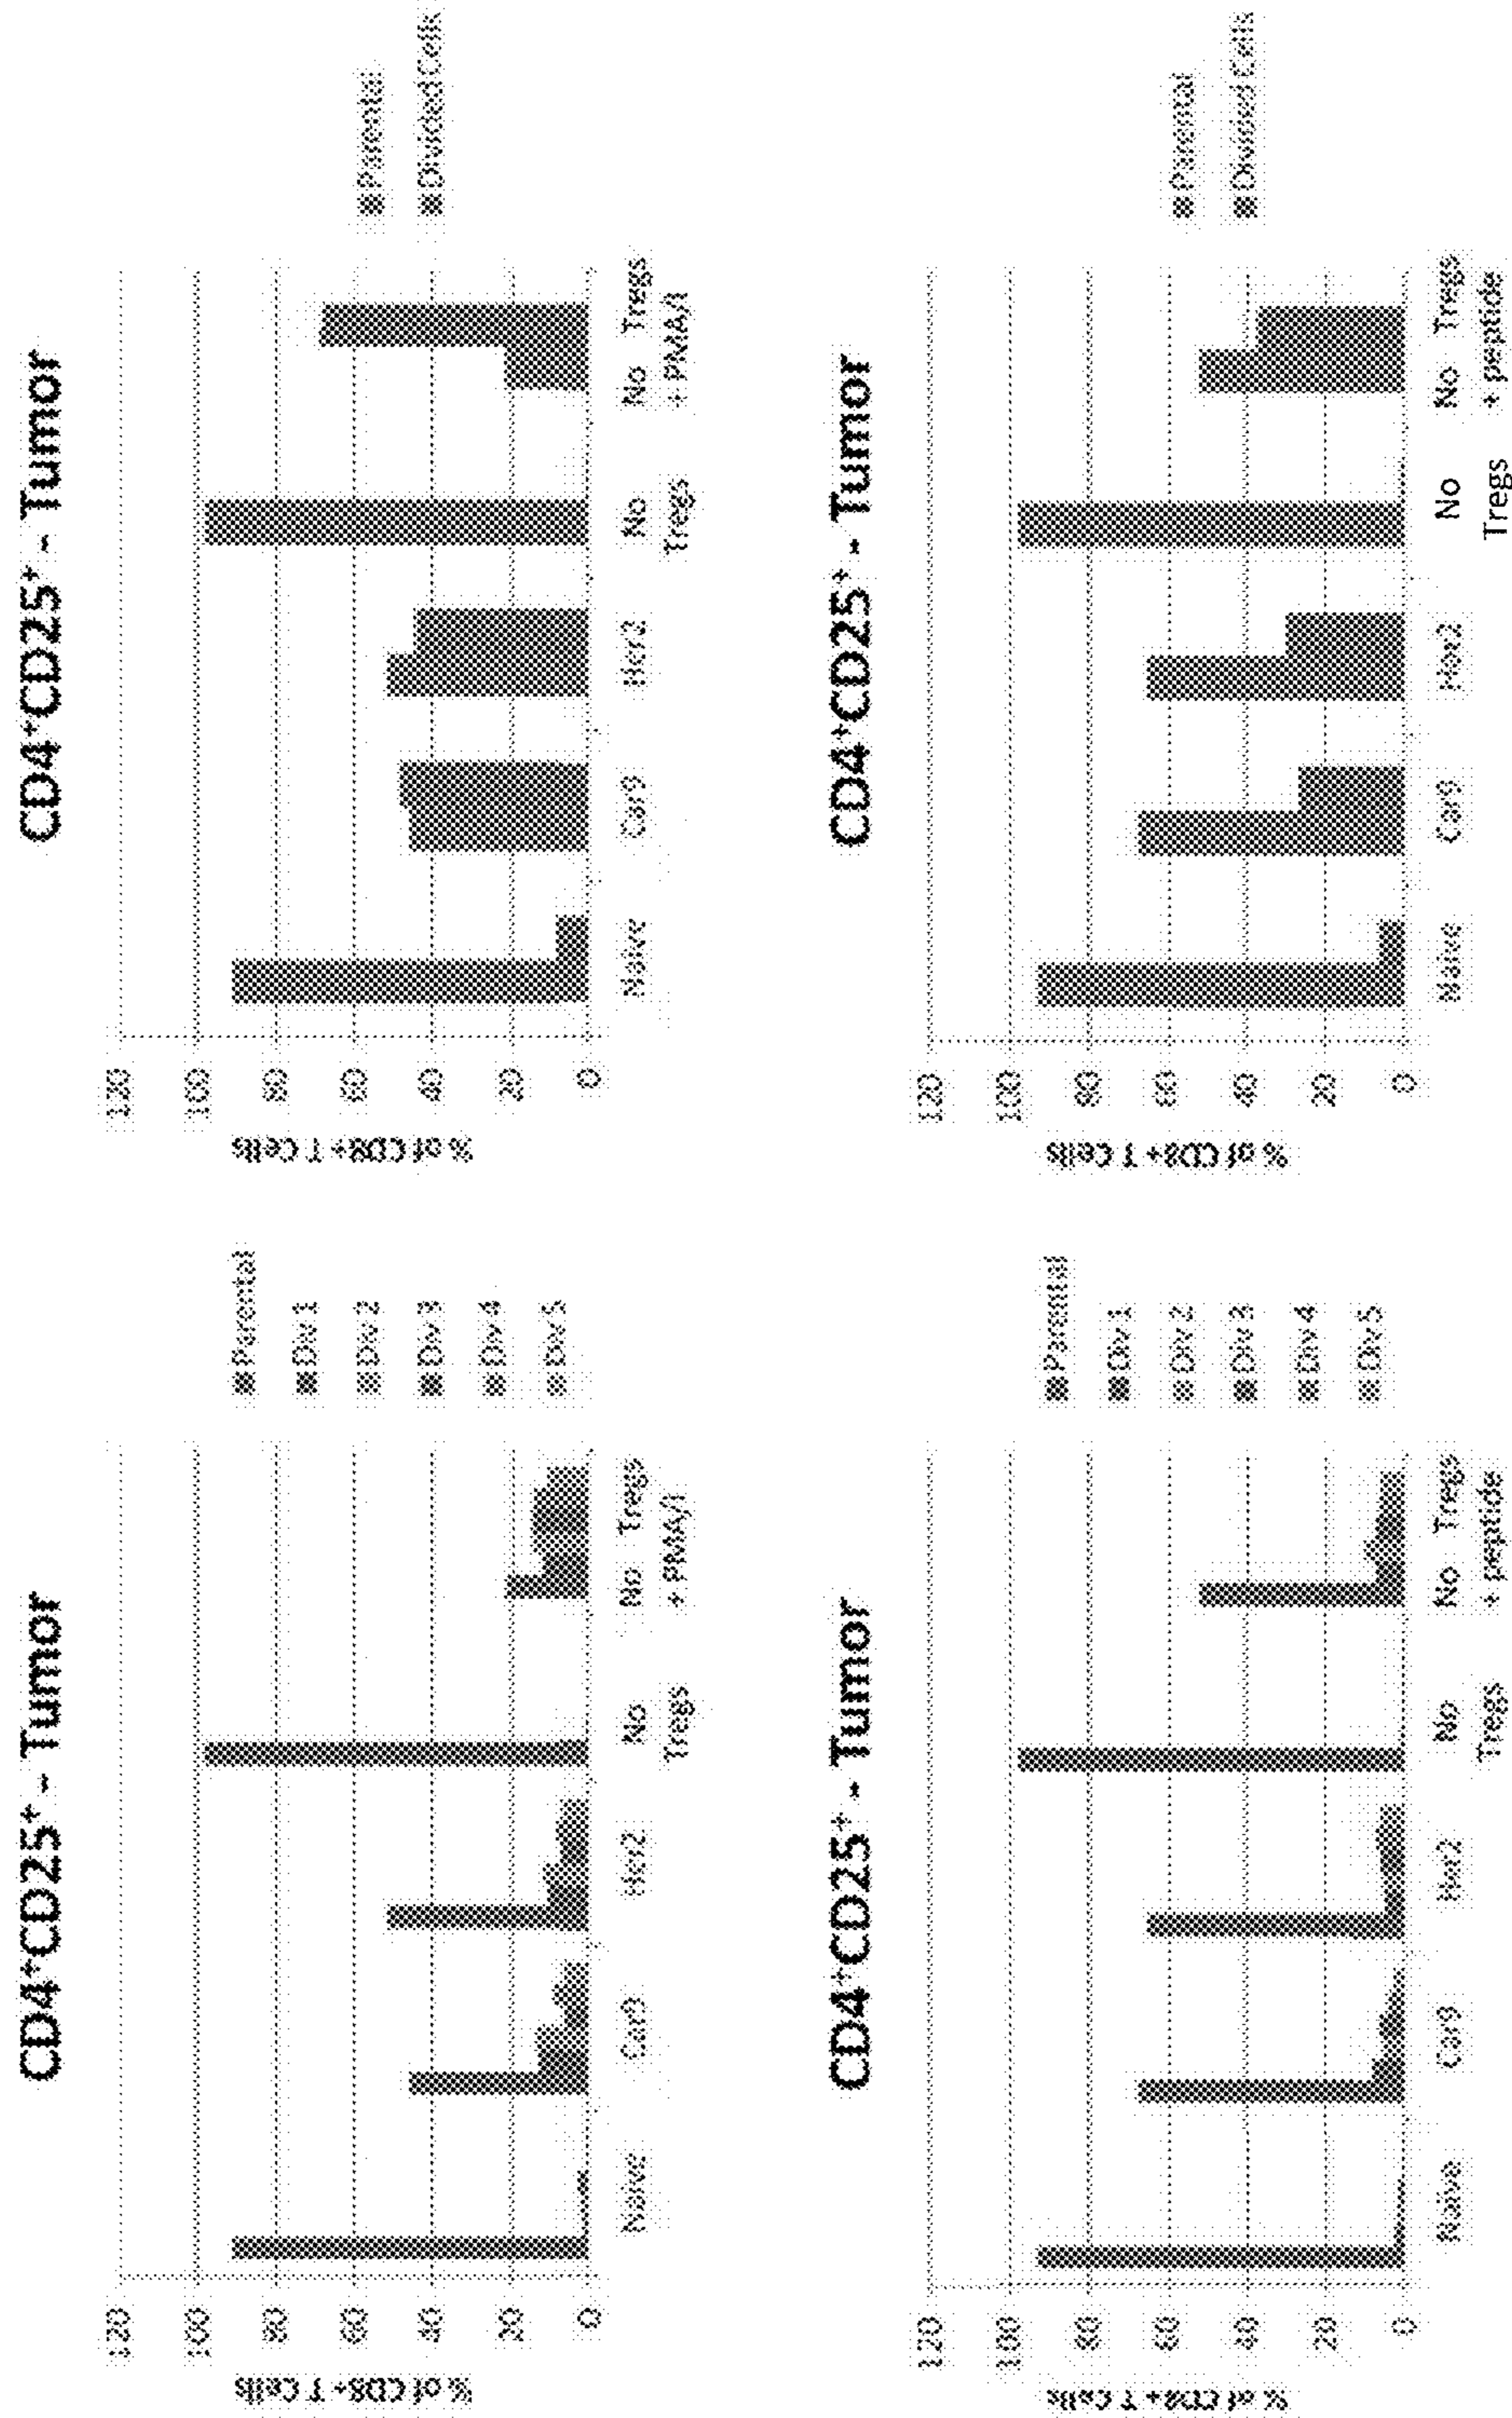 CD4⁺CD25⁺ - Tumor
% of CD8+ T Cells
120
100
80
60
40
20
0
Naive
Car9
Her2
No
Tregs
No Tregs
+ PMA/I
Parental
Div 1
Div 2
Div 3
Div 4
Div 5
CD4⁺CD25⁺ - Tumor
% of CD8+ T Cells
120
100
80
60
40
20
0
Naive
Car9
Her2
No
Tregs
No Tregs
+ PMA/I
Parental
Divided Cells
CD4⁺CD25⁺ - Tumor
% of CD8+ T Cells
120
100
80
60
40
20
0
Naive
Car9
Her2
No
Tregs
No Tregs
+ peptide
Parental
Div 1
Div 2
Div 3
Div 4
Div 5
CD4⁺CD25⁺ - Tumor
% of CD8+ T Cells
120
100
80
60
40
20
0
Naive
Car9
Her2
No
Tregs
No Tregs
+ peptide
Parental
Divided Cells